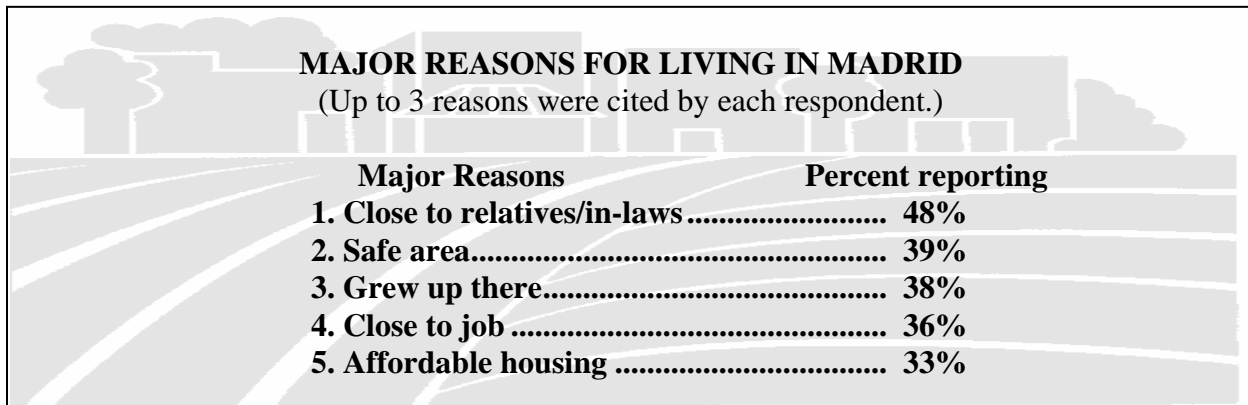 MAJOR REASONS FOR LIVING IN MADRID
(Up to 3 reasons were cited by each respondent.)
Major Reasons Percent reporting
1. Close to relatives/in-laws ......................... 48%
2. Safe area.................................................... 39%
3. Grew up there........................................... 38%
4. Close to job ............................................... 36%
5. Affordable housing .................................. 33%